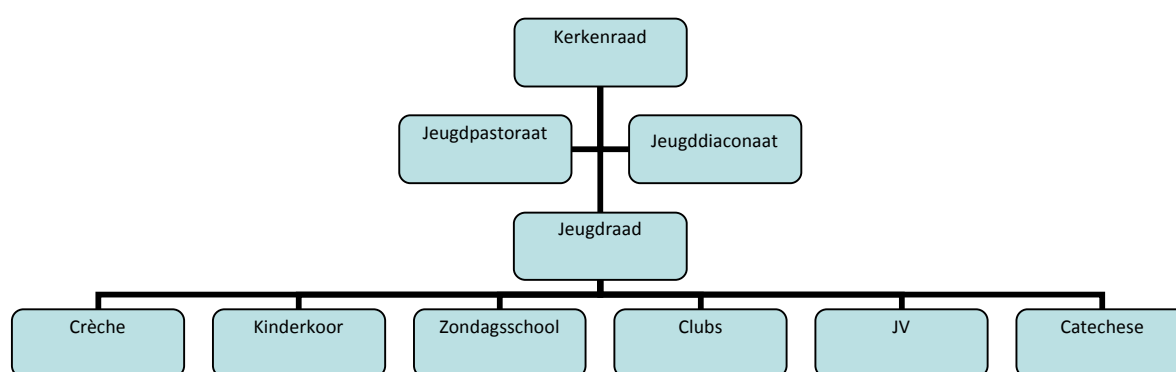 Kerkenraad
Jeugdpastoraat
Jeugddiaconaat
Jeugdraad
Crèche
Kinderkoor
Zondagsschool
Clubs
JV
Catechese